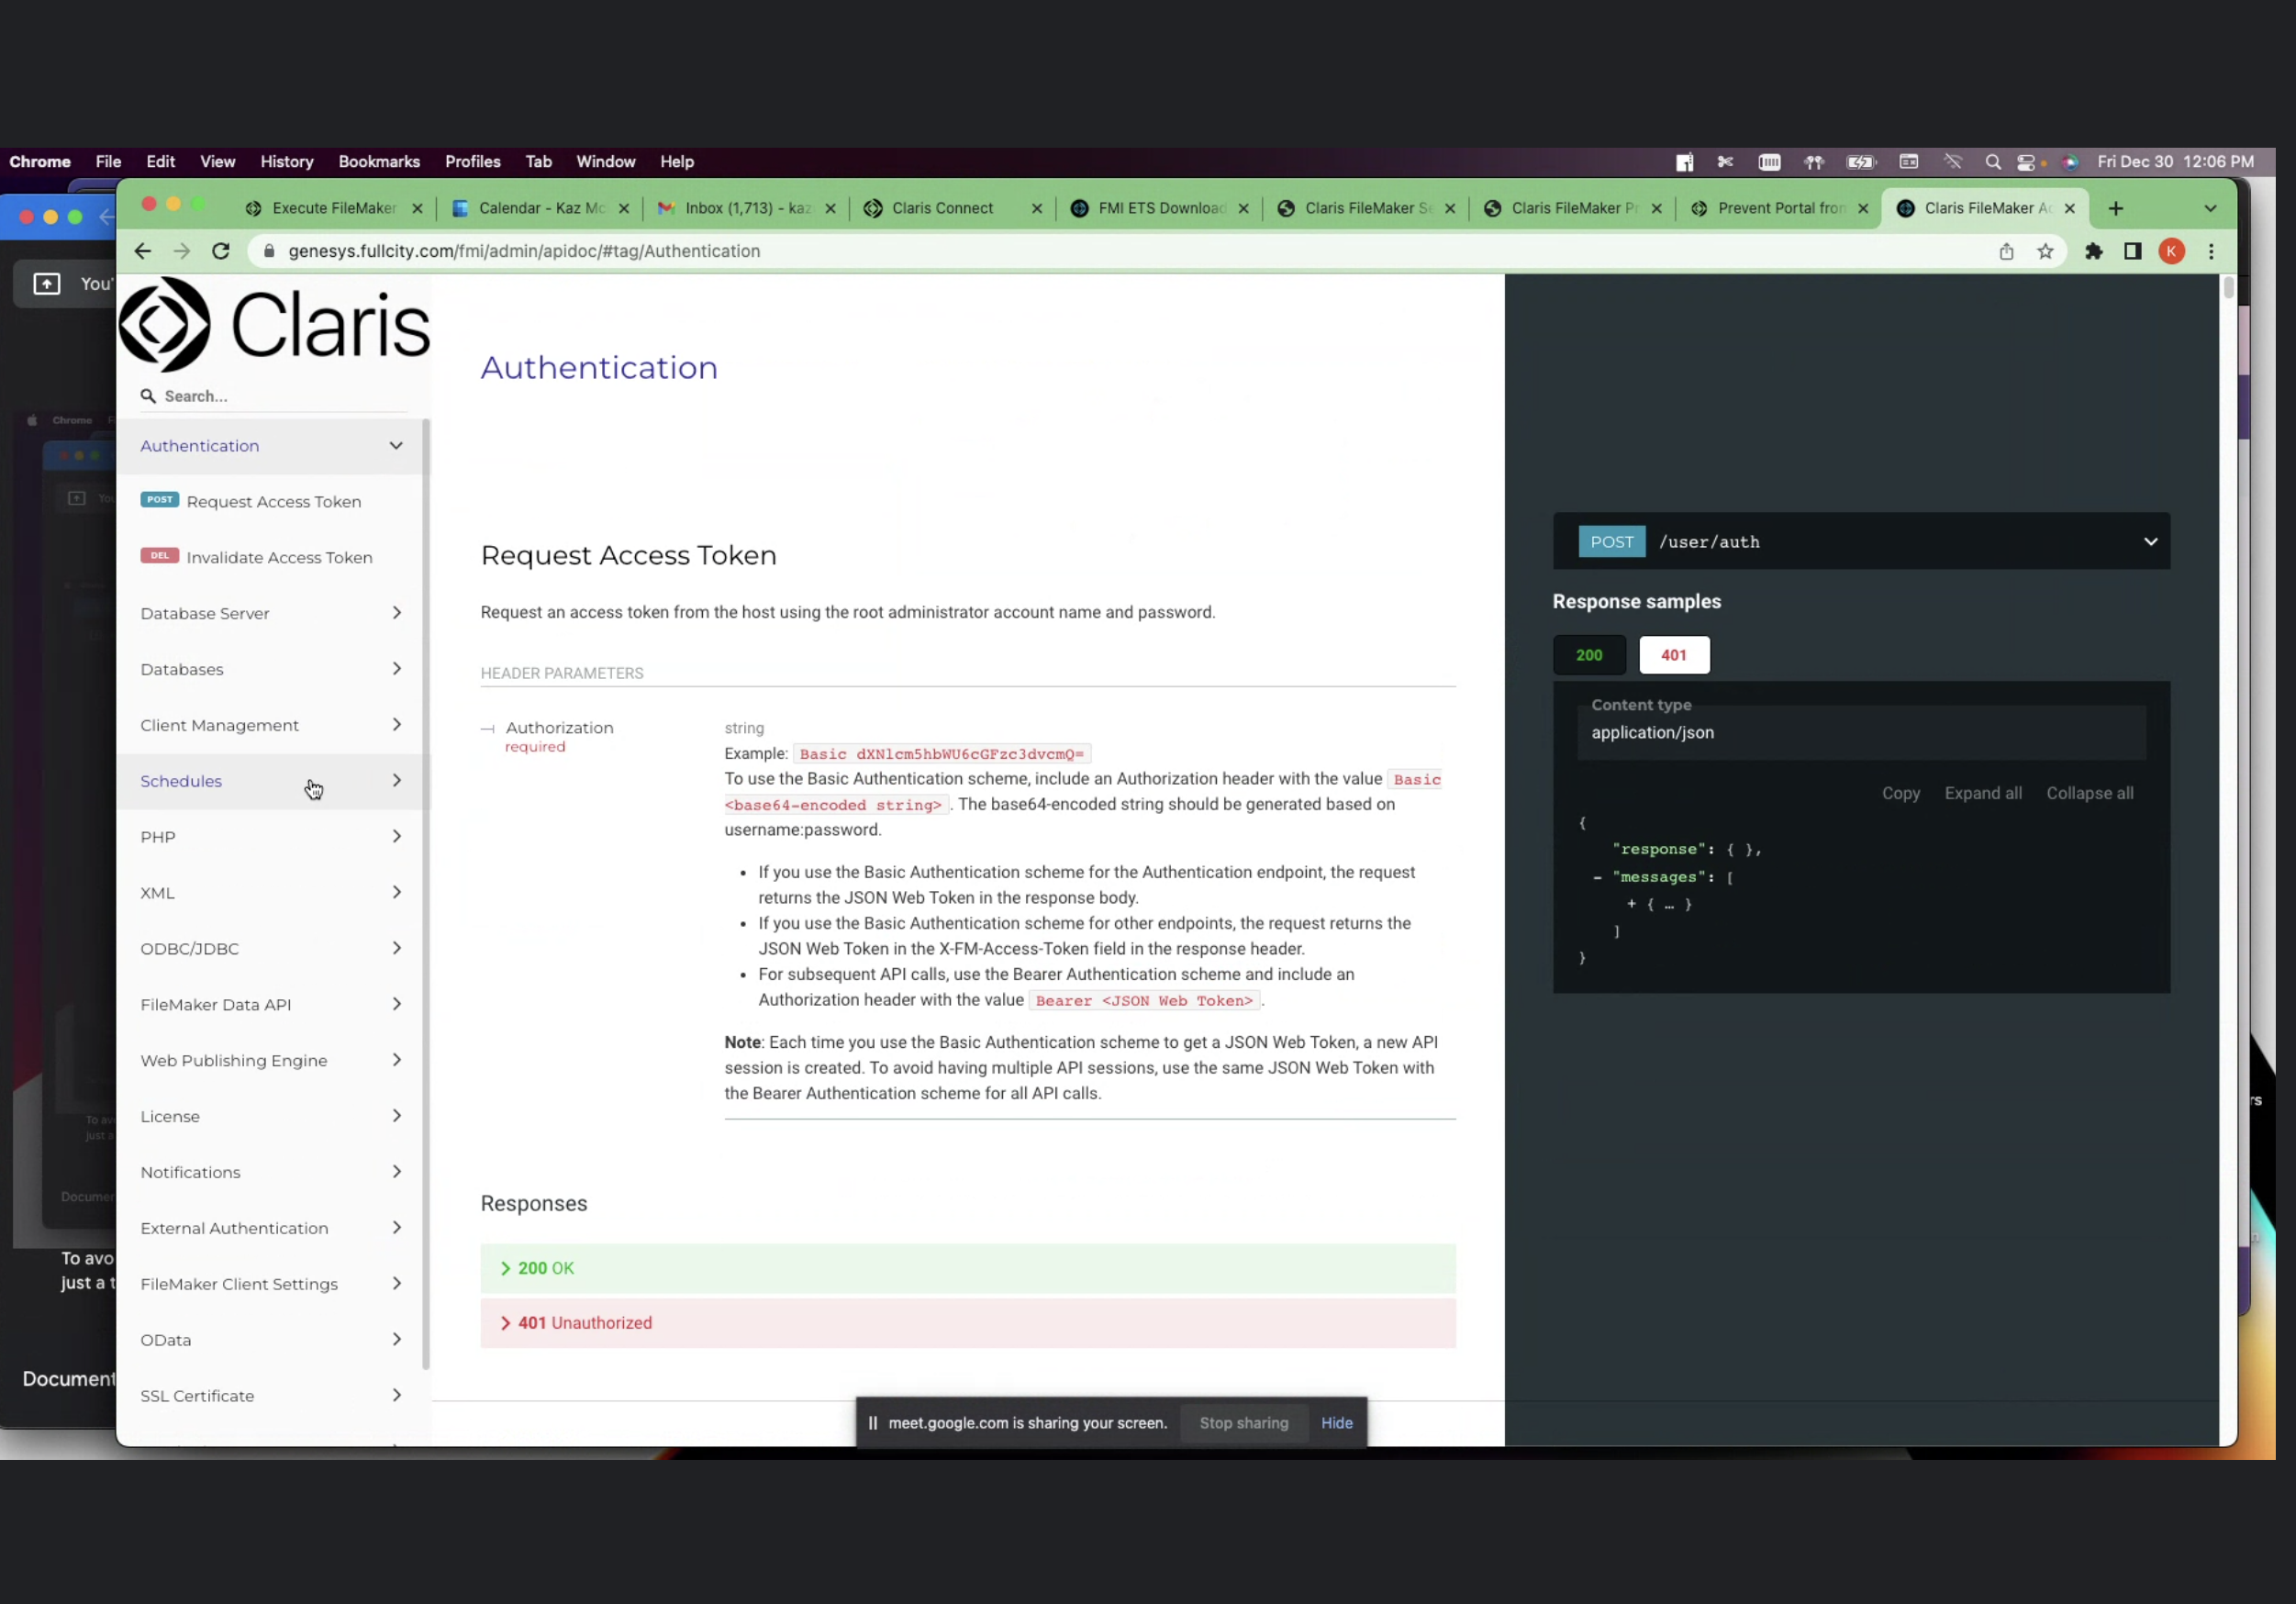 Chrome File Edit View History Bookmarks Profiles Tab Window Help Fri Dec 30 12:06 PM
Execute FileMaker Calendar - Kaz Mc Inbox (1,713) - kaz Claris Connect FMI ETS Download Claris FileMaker Se Claris FileMaker Pr Prevent Portal from Claris FileMaker Ad
genesys.fullcity.com/fmi/admin/apidoc/#tag/Authentication K
You'
Claris
Search...
Authentication
POST Request Access Token
DEL Invalidate Access Token
Database Server
Databases
Client Management
Schedules
PHP
XML
ODBC/JDBC
FileMaker Data API
Web Publishing Engine
License
Notifications
External Authentication
FileMaker Client Settings
OData
SSL Certificate
Authentication
Request Access Token
Request an access token from the host using the root administrator account name and password.
HEADER PARAMETERS
Authorization
required
string
Example: Basic dXNlcm5hbWU6cGFzc3dvcmQ=
To use the Basic Authentication scheme, include an Authorization header with the value Basic
<base64-encoded string> . The base64-encoded string should be generated based on
username:password.
• If you use the Basic Authentication scheme for the Authentication endpoint, the request
returns the JSON Web Token in the response body.
• If you use the Basic Authentication scheme for other endpoints, the request returns the
JSON Web Token in the X-FM-Access-Token field in the response header.
• For subsequent API calls, use the Bearer Authentication scheme and include an
Authorization header with the value Bearer <JSON Web Token> .
Note: Each time you use the Basic Authentication scheme to get a JSON Web Token, a new API
session is created. To avoid having multiple API sessions, use the same JSON Web Token with
the Bearer Authentication scheme for all API calls.
Responses
200 OK
401 Unauthorized
POST /user/auth
Response samples
200 401
Content type
application/json
Copy Expand all Collapse all
{
"response": { },
- "messages": [
+ { … }
]
}
Chrome
To avo
just a t
Document
rs
meet.google.com is sharing your screen. Stop sharing Hide